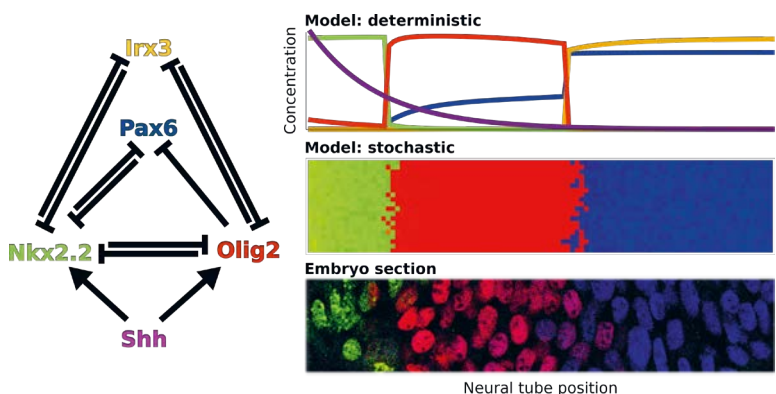 Irx3
Pax6
Nkx2.2
Olig2
Shh
Model: deterministic
Concentration
Model: stochastic
Embryo section
Neural tube position